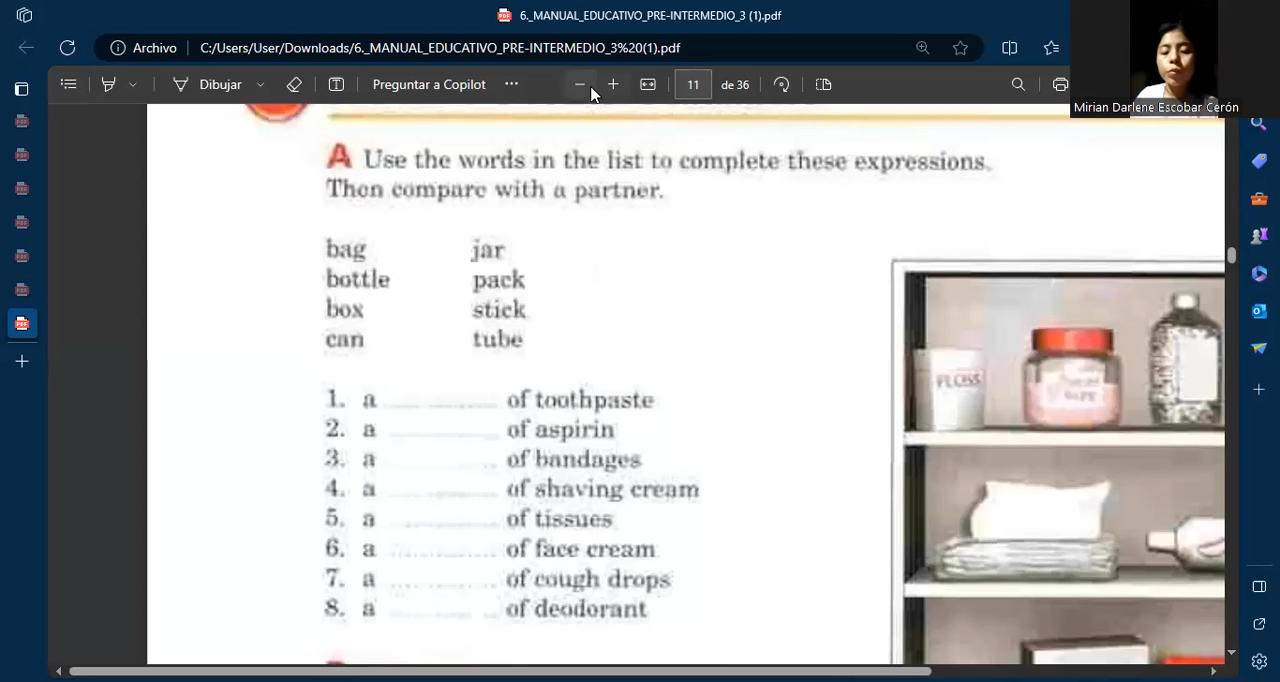 6._MANUAL_EDUCATIVO_PRE-INTERMEDIO_3 (1).pdf
Archivo C:/Users/User/Downloads/6._MANUAL_EDUCATIVO_PRE-INTERMEDIO_3%20(1).pdf
Dibujar Preguntar a Copilot 11 de 36
Mirian Darlene Escobar Cerón
A Use the words in the list to complete these expressions.
Then compare with a partner.
bag jar
bottle pack
box stick
can tube
1. a of toothpaste
2. a of aspirin
3. a of bandages
4. a of shaving cream
5. a of tissues
6. a of face cream
7. a of cough drops
8. a of deodorant
FLOSS